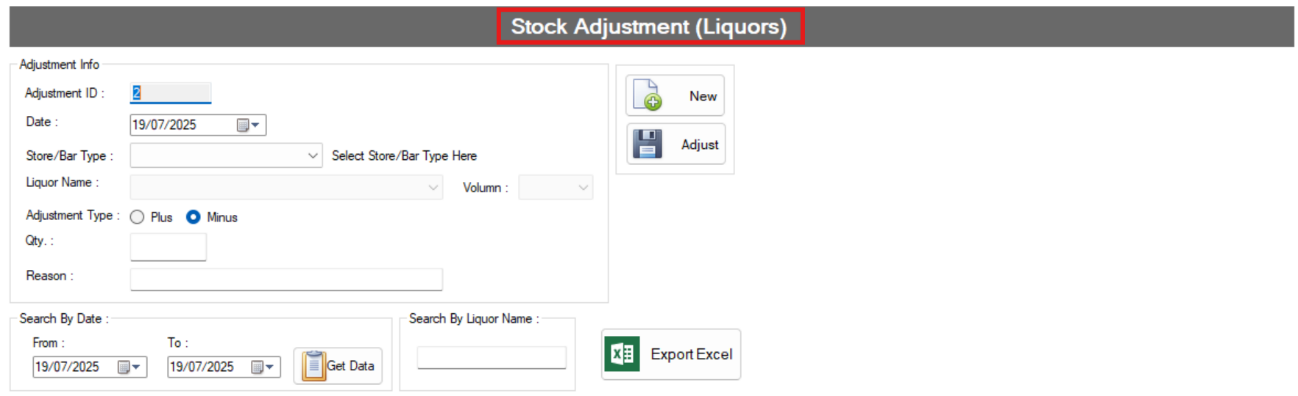 Stock Adjustment (Liquors)
Adjustment Info
Adjustment ID : 2
New
Date : 19/07/2025
Adjust
Store/Bar Type : Select Store/Bar Type Here
Liquor Name : Volumn :
Adjustment Type : Plus Minus
Qty. :
Reason :
Search By Date : Search By Liquor Name :
From : To :
19/07/2025 19/07/2025 Get Data
Export Excel